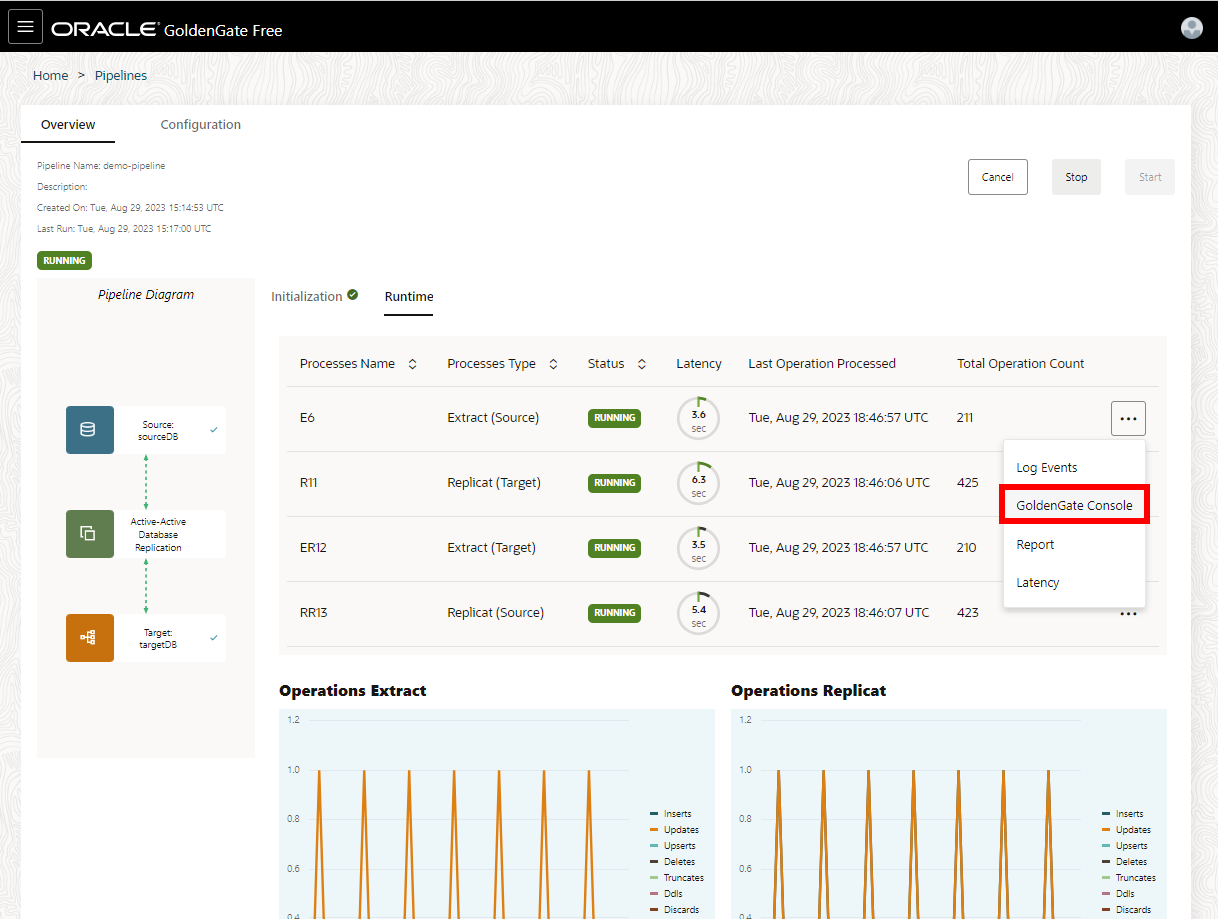 ORACLE® GoldenGate Free
Home > Pipelines
Overview Configuration
Pipeline Name: demo-pipeline
Description:
Created On: Tue, Aug 29, 2023 15:14:53 UTC
Last Run: Tue, Aug 29, 2023 15:17:00 UTC
Cancel Stop Start
RUNNING
Pipeline Diagram
Source:
sourceDB
Active-Active
Database
Replication
Target:
targetDB
Initialization Runtime
Processes Name Processes Type Status Latency Last Operation Processed Total Operation Count
E6 Extract (Source) RUNNING 3.6 sec Tue, Aug 29, 2023 18:46:57 UTC 211 ...
R11 Replicat (Target) RUNNING 6.3 sec Tue, Aug 29, 2023 18:46:06 UTC 425
ER12 Extract (Target) RUNNING 3.5 sec Tue, Aug 29, 2023 18:46:57 UTC 210
RR13 Replicat (Source) RUNNING 5.4 sec Tue, Aug 29, 2023 18:46:07 UTC 423 ...
Log Events
GoldenGate Console
Report
Latency
Operations Extract
1.2
1.0
0.8
0.6
0.4
Inserts
Updates
Upserts
Deletes
Truncates
Ddls
Discards
Operations Replicat
1.2
1.0
0.8
0.6
0.4
Inserts
Updates
Upserts
Deletes
Truncates
Ddls
Discards